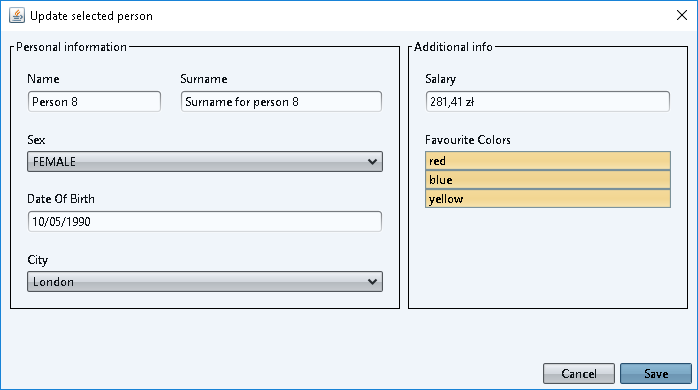 Update selected person
Personal information
Name Surname
Person 8 Surname for person 8
Sex
FEMALE
Date Of Birth
10/05/1990
City
London
Additional info
Salary
281,41 zł
Favourite Colors
red
blue
yellow
Cancel Save